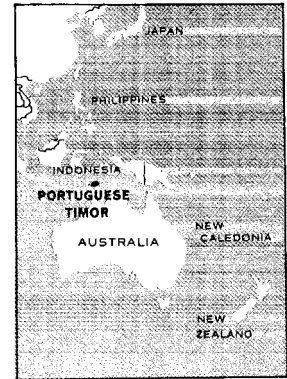 JAPAN
PHILIPPINES
INDONESIA
PORTUGUESE
TIMOR
AUSTRALIA
NEW
CALEDONIA
NEW
ZEALAND